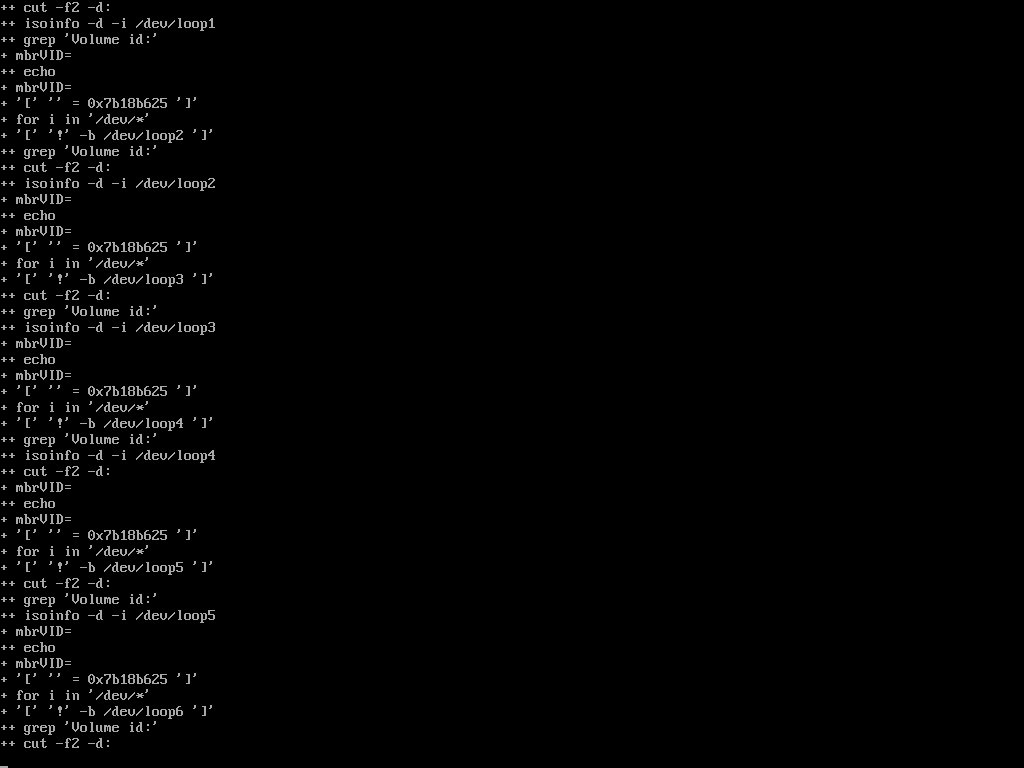 ++ cut -f2 -d:
++ isoinfo -d -i /dev/loop1
++ grep 'Volume id:'
+ mbrVID=
++ echo
+ mbrVID=
+ '[' '' = 0x7b18b625 ']'
+ for i in '/dev/*'
+ '[' '!' -b /dev/loop2 ']'
++ grep 'Volume id:'
++ cut -f2 -d:
++ isoinfo -d -i /dev/loop2
+ mbrVID=
++ echo
+ mbrVID=
+ '[' '' = 0x7b18b625 ']'
+ for i in '/dev/*'
+ '[' '!' -b /dev/loop3 ']'
++ cut -f2 -d:
++ grep 'Volume id:'
++ isoinfo -d -i /dev/loop3
+ mbrVID=
++ echo
+ mbrVID=
+ '[' '' = 0x7b18b625 ']'
+ for i in '/dev/*'
+ '[' '!' -b /dev/loop4 ']'
++ grep 'Volume id:'
++ isoinfo -d -i /dev/loop4
++ cut -f2 -d:
+ mbrVID=
++ echo
+ mbrVID=
+ '[' '' = 0x7b18b625 ']'
+ for i in '/dev/*'
+ '[' '!' -b /dev/loop5 ']'
++ cut -f2 -d:
++ grep 'Volume id:'
++ isoinfo -d -i /dev/loop5
+ mbrVID=
++ echo
+ mbrVID=
+ '[' '' = 0x7b18b625 ']'
+ for i in '/dev/*'
+ '[' '!' -b /dev/loop6 ']'
++ grep 'Volume id:'
++ cut -f2 -d: